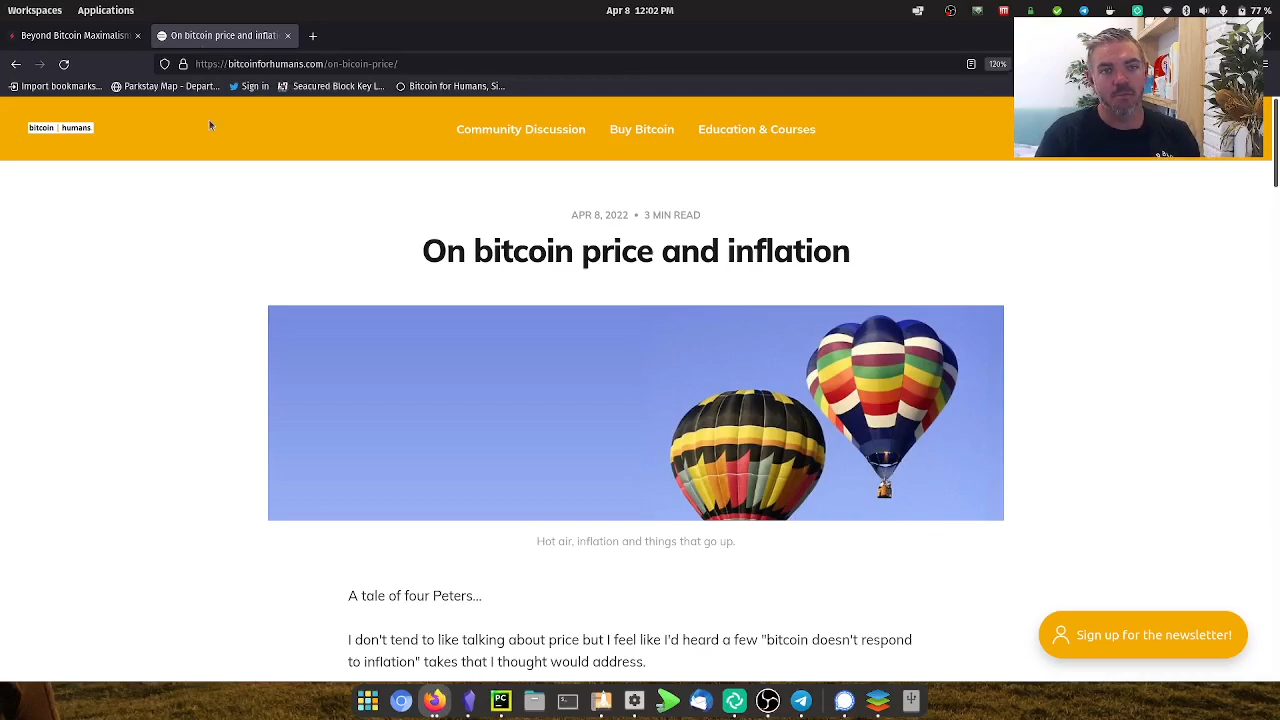 Workspaces Applications Apr 8 12:02 PM 77%
Beyond Bitcoin Maximalism On bitcoin price and inflati
https://bitcoinforhumans.com/on-bicoin-price/ 120%
Import bookmarks... Parkstay Map - Depart... Sign in Seacured Block Key L... Bitcoin for Humans, Si...
bitcoin | humans Community Discussion Buy Bitcoin Education & Courses
APR 8, 2022 • 3 MIN READ
On bitcoin price and inflation
Hot air, inflation and things that go up.
A tale of four Peters...
I don't tend to like talking about price but I feel like I'd heard a few "bitcoin doesn't respond
to inflation" takes that I thought would address.
Sign up for the newsletter!